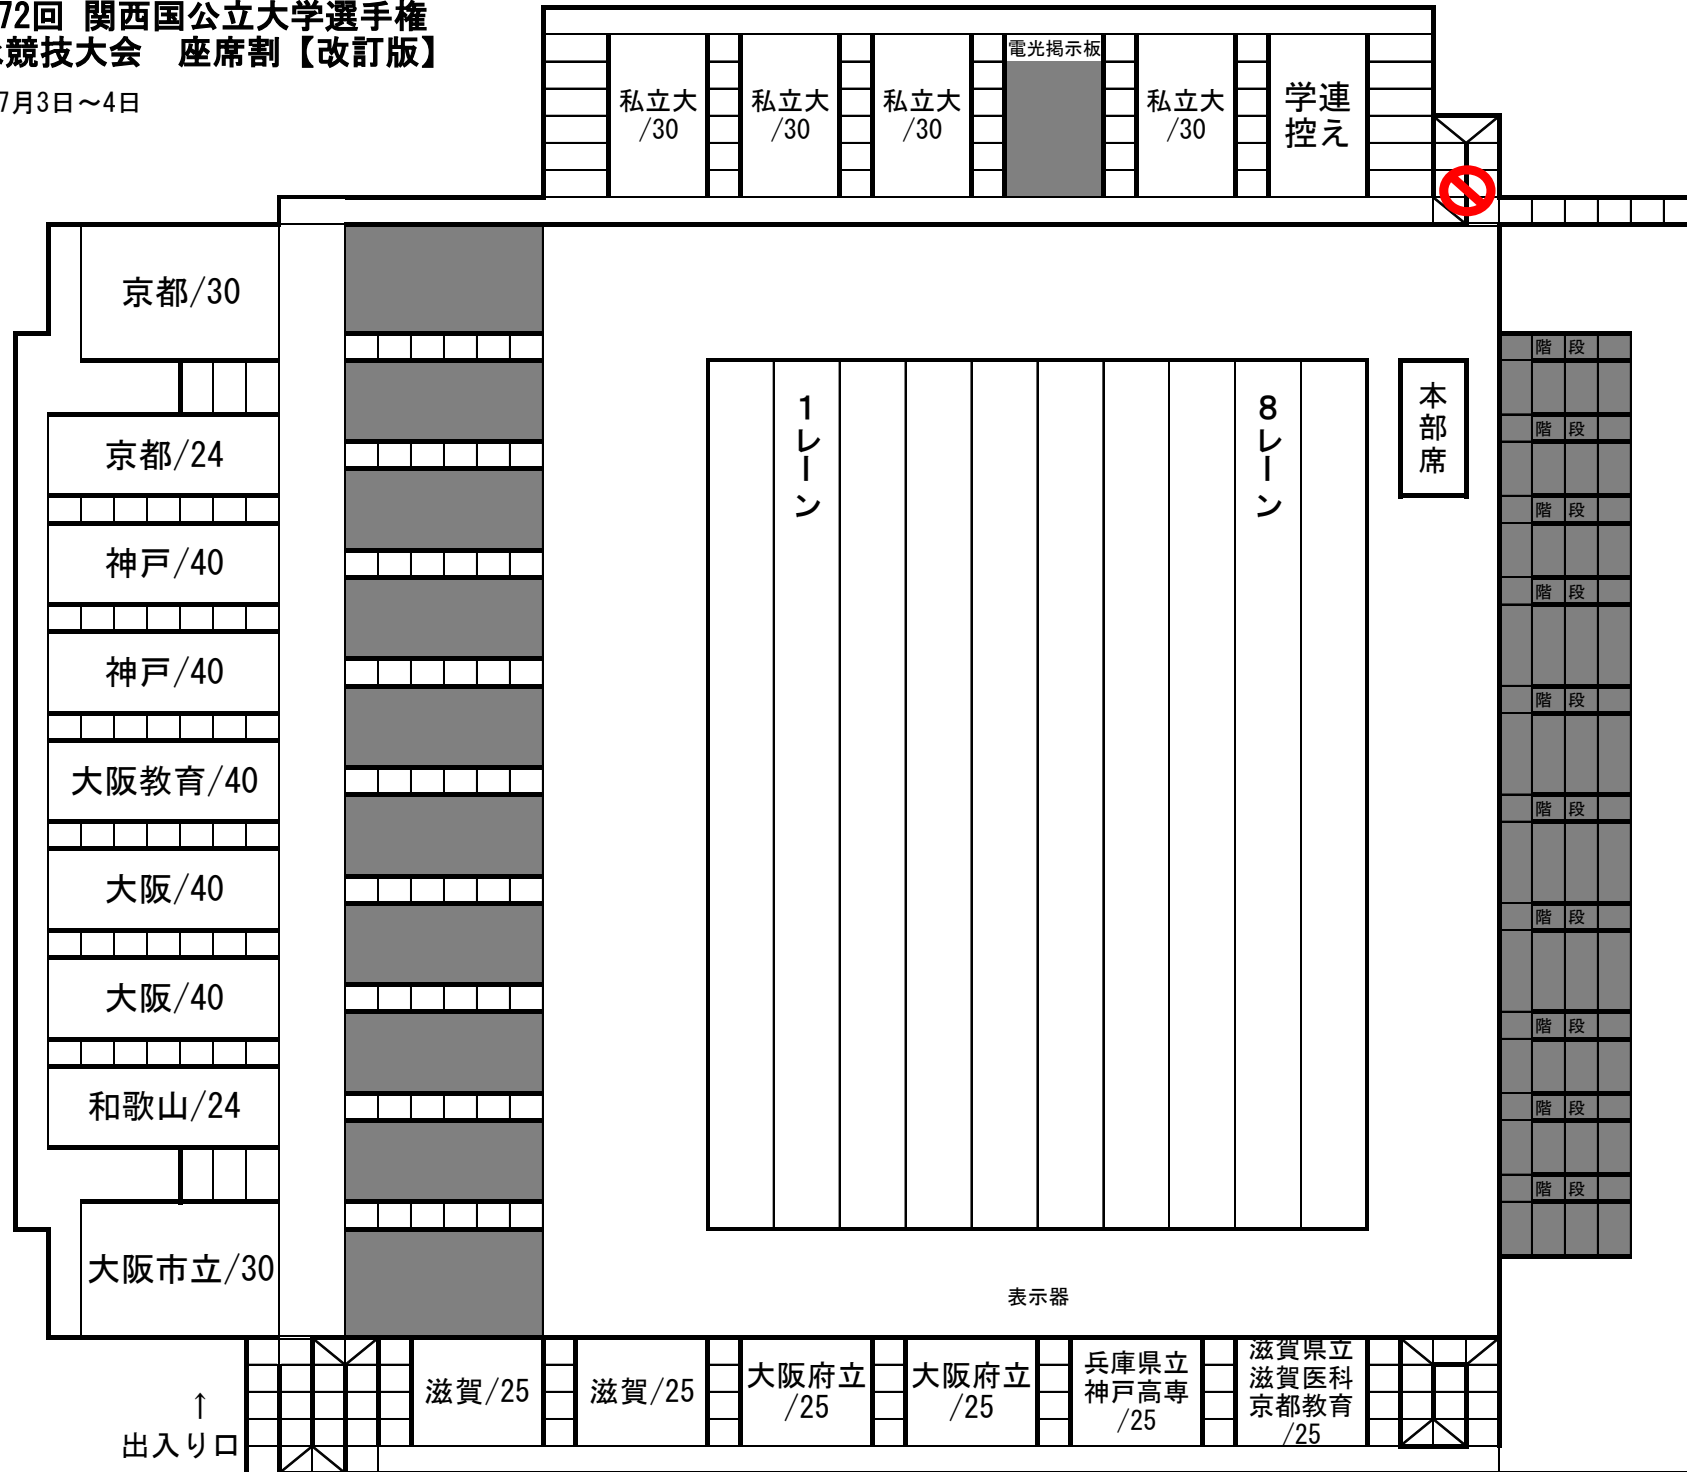 72回 関西国公立大学選手権
競技大会　座席割【改訂版】
7月3日～4日
電光掲示板
私立大
/30
私立大
/30
私立大
/30
私立大
/30
学連
控え
京都/30
京都/24
神戸/40
神戸/40
大阪教育/40
大阪/40
大阪/40
和歌山/24
大阪市立/30
1レーン
8レーン
本部席
階段
階段
階段
階段
階段
階段
階段
階段
階段
階段
表示器
滋賀/25
滋賀/25
大阪府立
/25
大阪府立
/25
兵庫県立
神戸高専
/25
滋賀県立
滋賀医科
京都教育
/25
↑
出入り口